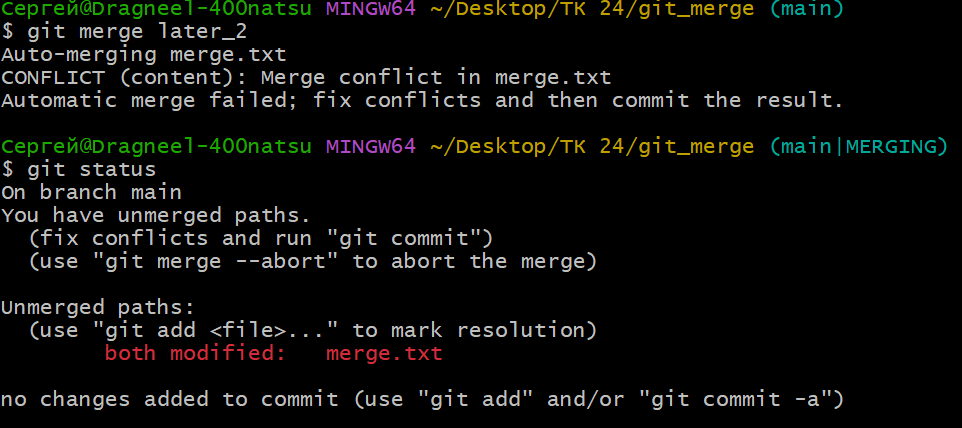 Сергей@Dragneel-400natsu MINGW64 ~/Desktop/ТК 24/git_merge (main)
$ git merge later_2
Auto-merging merge.txt
CONFLICT (content): Merge conflict in merge.txt
Automatic merge failed; fix conflicts and then commit the result.
Сергей@Dragneel-400natsu MINGW64 ~/Desktop/ТК 24/git_merge (main|MERGING)
$ git status
On branch main
You have unmerged paths.
  (fix conflicts and run "git commit")
  (use "git merge --abort" to abort the merge)
Unmerged paths:
  (use "git add <file>..." to mark resolution)
        both modified:   merge.txt
no changes added to commit (use "git add" and/or "git commit -a")